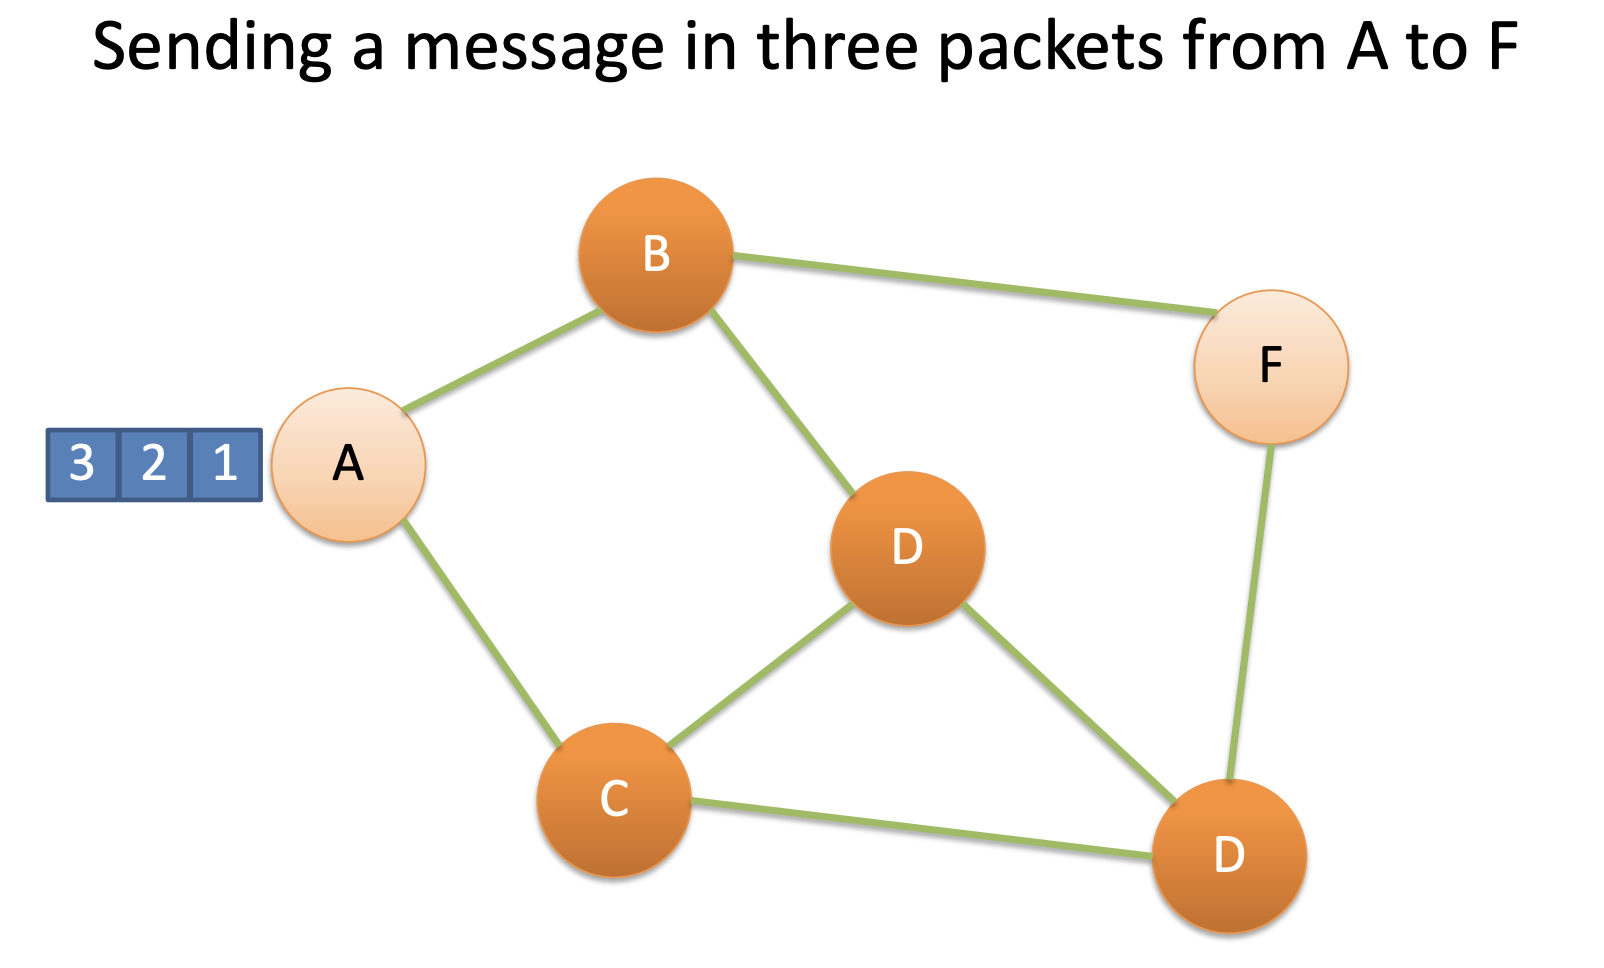 Sending a message in three packets from A to F
B
F
3 2 1 A
D
C
D